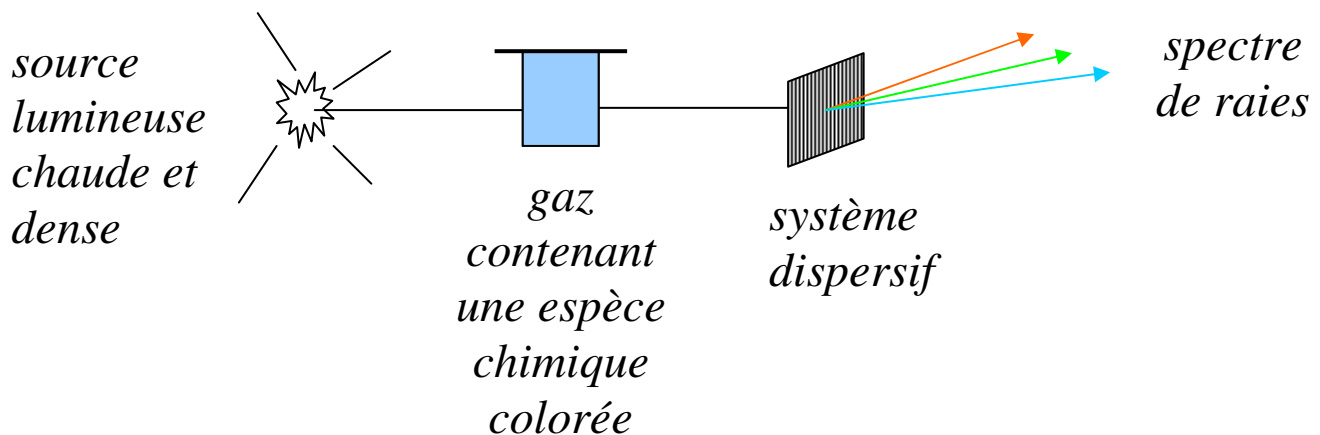 source
lumineuse
chaude et
dense
gaz
contenant
une espèce
chimique
colorée
système
dispersif
spectre
de raies